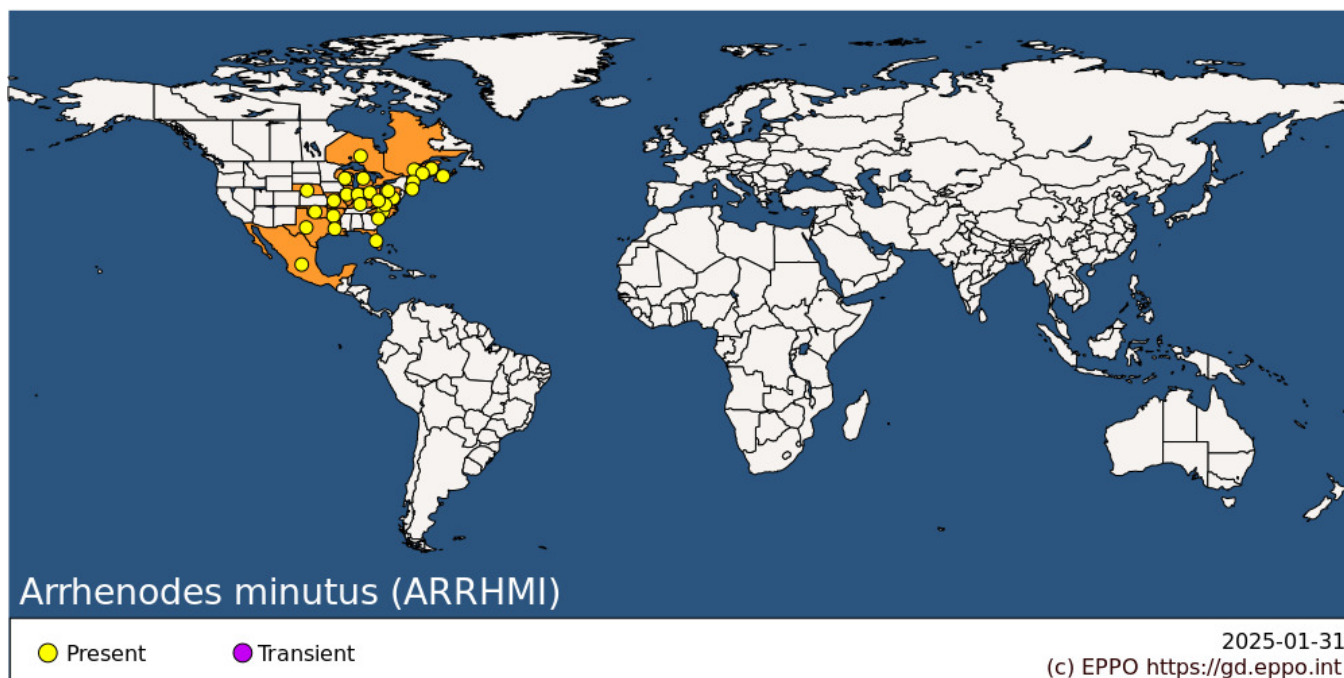 Arrhenodes minutus (ARRHMI)
Present
Transient
2025-01-31
(c) EPPO https://gd.eppo.int